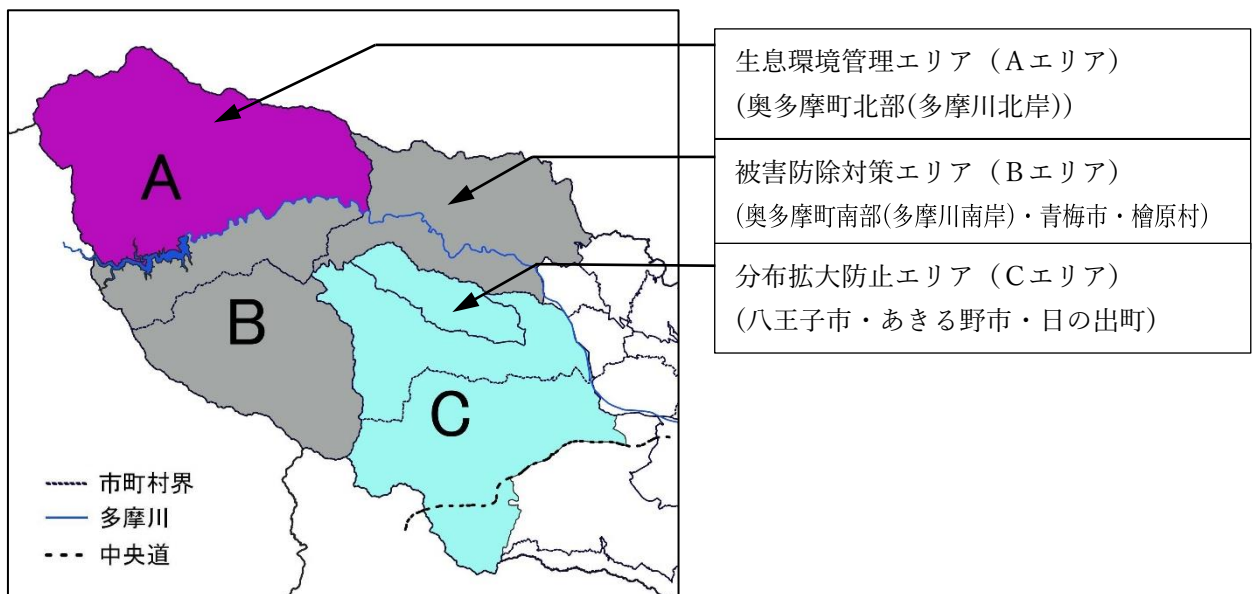 A
B
C
市町村界
多摩川
中央道
生息環境管理エリア（Aエリア）
(奥多摩町北部(多摩川北岸))
被害防除対策エリア（Bエリア）
(奥多摩町南部(多摩川南岸)・青梅市・檜原村)
分布拡大防止エリア（Cエリア）
(八王子市・あきる野市・日の出町)